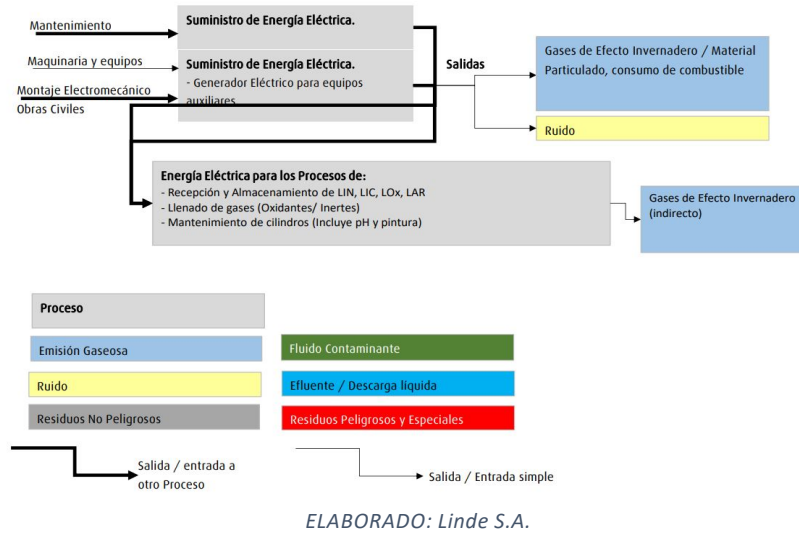 Mantenimiento
Suministro de Energía Eléctrica.
Maquinaria y equipos
Suministro de Energía Eléctrica.
- Generador Eléctrico para equipos
auxiliares
Montaje Electromecánico
Obras Civiles
Salidas
Gases de Efecto Invernadero / Material
Particulado, consumo de combustible
Ruido
Energía Eléctrica para los Procesos de:
- Recepción y Almacenamiento de LIN, LIC, LOx, LAR
- Llenado de gases (Oxidantes/ Inertes)
- Mantenimiento de cilindros (Incluye pH y pintura)
Gases de Efecto Invernadero
(indirecto)
Proceso
Emisión Gaseosa
Fluido Contaminante
Ruido
Efluente / Descarga líquida
Residuos No Peligrosos
Residuos Peligrosos y Especiales
Salida / entrada a
otro Proceso
Salida / Entrada simple
ELABORADO: Linde S.A.